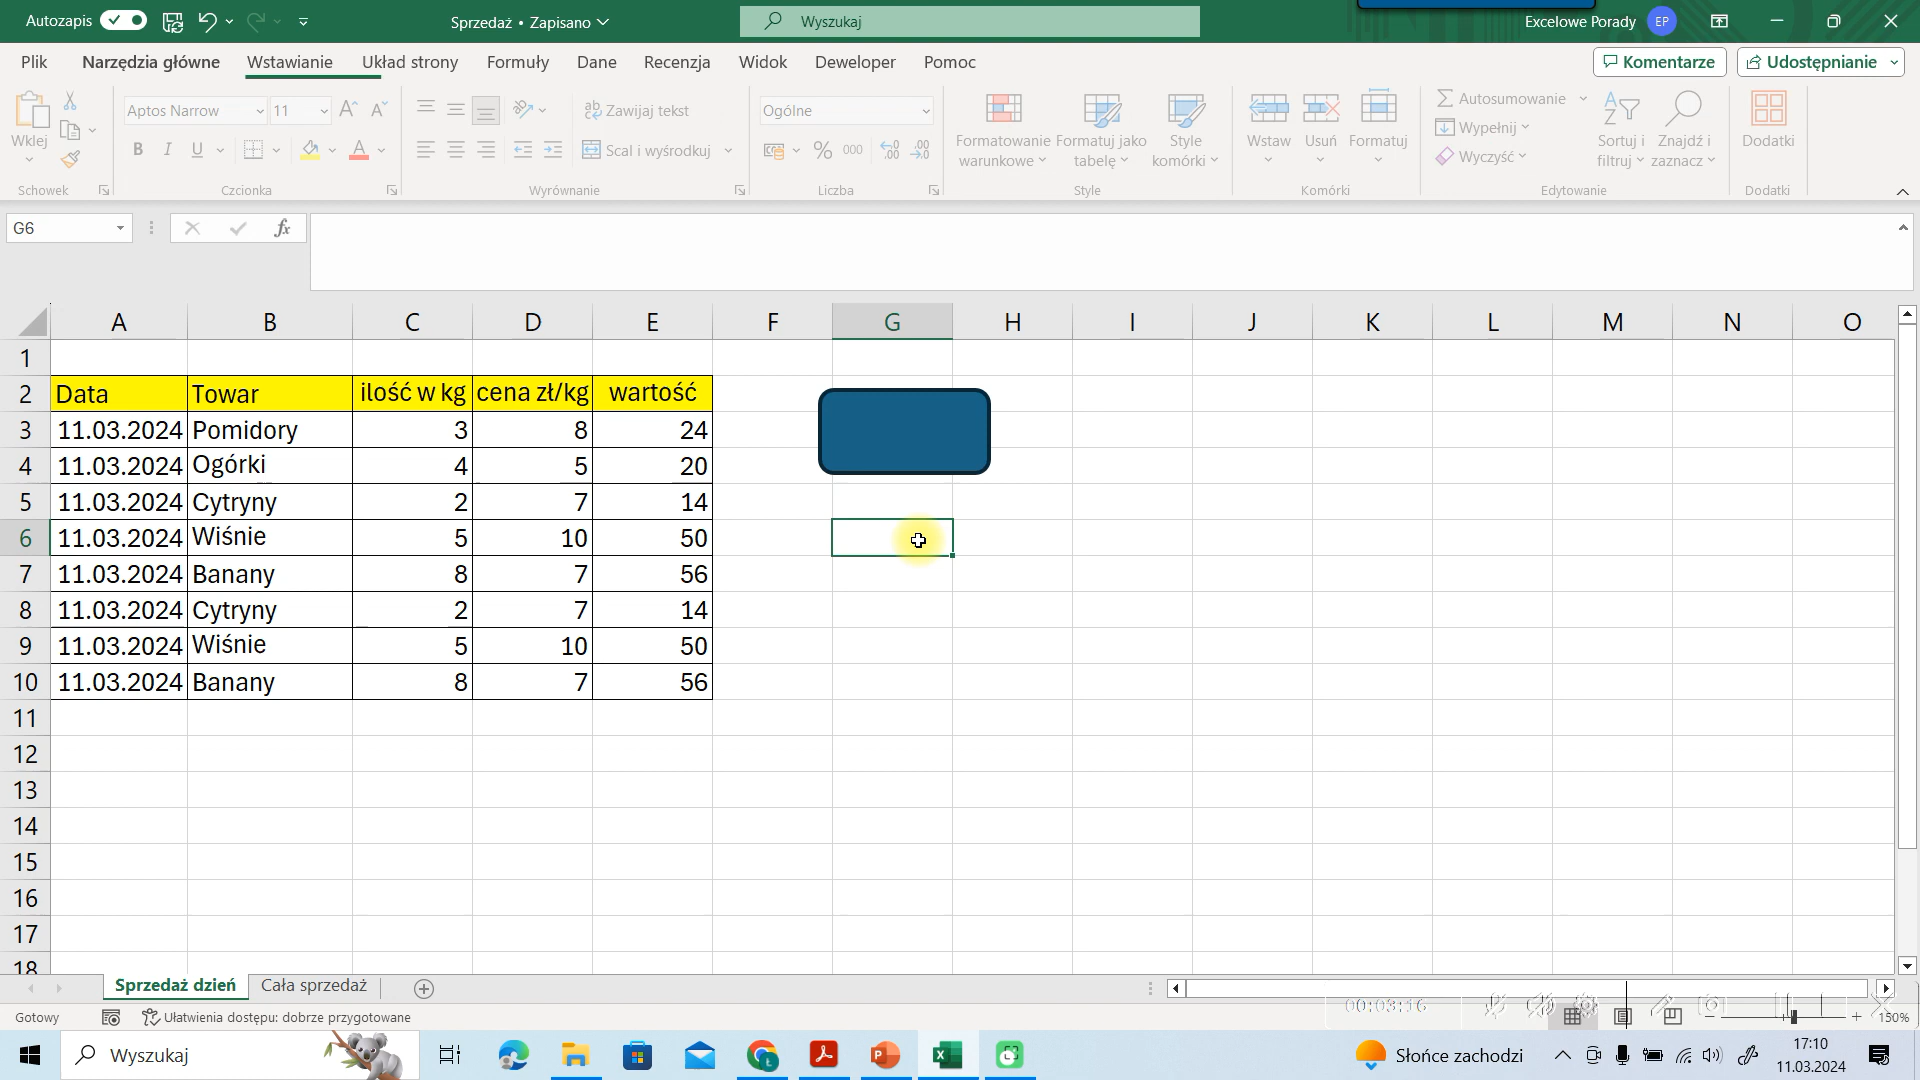 Autozapis
Sprzedaż • Zapisano
Wyszukaj
Excelowe Porady
EP
Plik
Narzędzia główne
Wstawianie
Układ strony
Formuły
Dane
Recenzja
Widok
Deweloper
Pomoc
Komentarze
Udostępnianie
Wklej
Schowek
Aptos Narrow
11
B I U
Czcionka
Zawijaj tekst
Scal i wyśrodkuj
Wyrównanie
Ogólne
% 000
Liczba
Formatowanie warunkowe
Formatuj jako tabelę
Style komórki
Style
Wstaw
Usuń
Formatuj
Komórki
Autosumowanie
Wypełnij
Wyczyść
Sortuj i filtruj
Znajdź i zaznacz
Edytowanie
Dodatki
Dodatki
G6
fx
A B C D E F G H I J K L M N O
1
2 Data Towar ilość w kg cena zł/kg wartość
3 11.03.2024 Pomidory 3 8 24
4 11.03.2024 Ogórki 4 5 20
5 11.03.2024 Cytryny 2 7 14
6 11.03.2024 Wiśnie 5 10 50
7 11.03.2024 Banany 8 7 56
8 11.03.2024 Cytryny 2 7 14
9 11.03.2024 Wiśnie 5 10 50
10 11.03.2024 Banany 8 7 56
11
12
13
14
15
16
17
18
Sprzedaż dzień
Cała sprzedaż
00:03:16
Gotowy
Ułatwienia dostępu: dobrze przygotowane
150%
Wyszukaj
Słońce zachodzi
17:10
11.03.2024